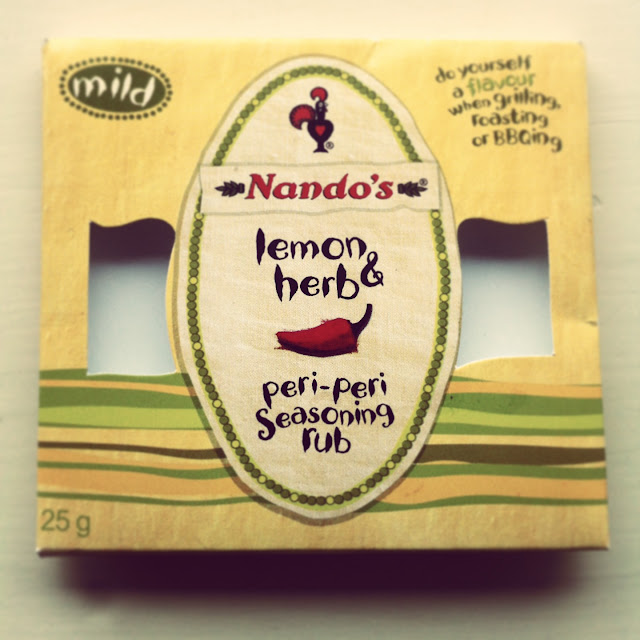 mild
do yourself
a flavour
when grilling,
roasting
or BBQing
®
Nando's®
lemon
& herb
peri-peri
seasoning
rub
25 g